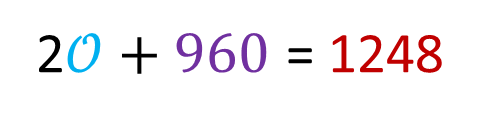 2𝒪 + 960 = 1248